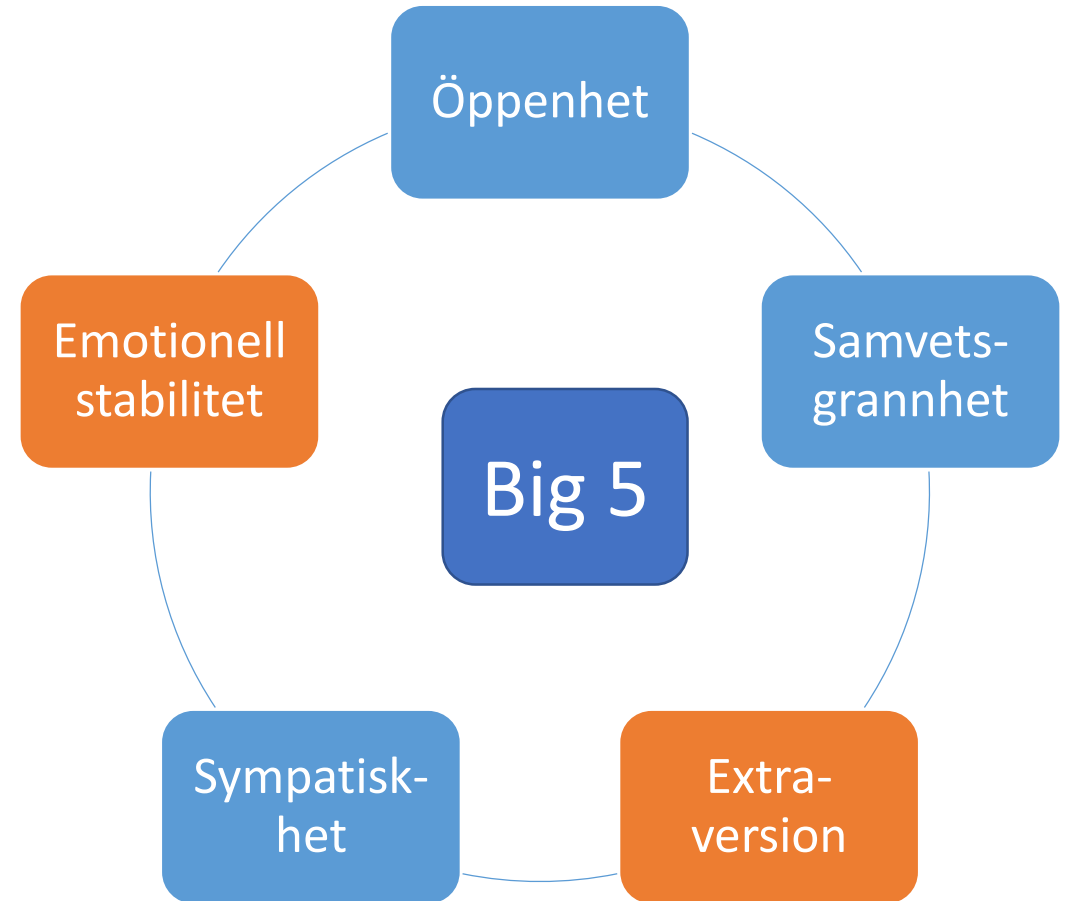 Öppenhet
Emotionell
stabilitet
Samvets-
grannhet
Big 5
Sympatisk-
het
Extra-
version